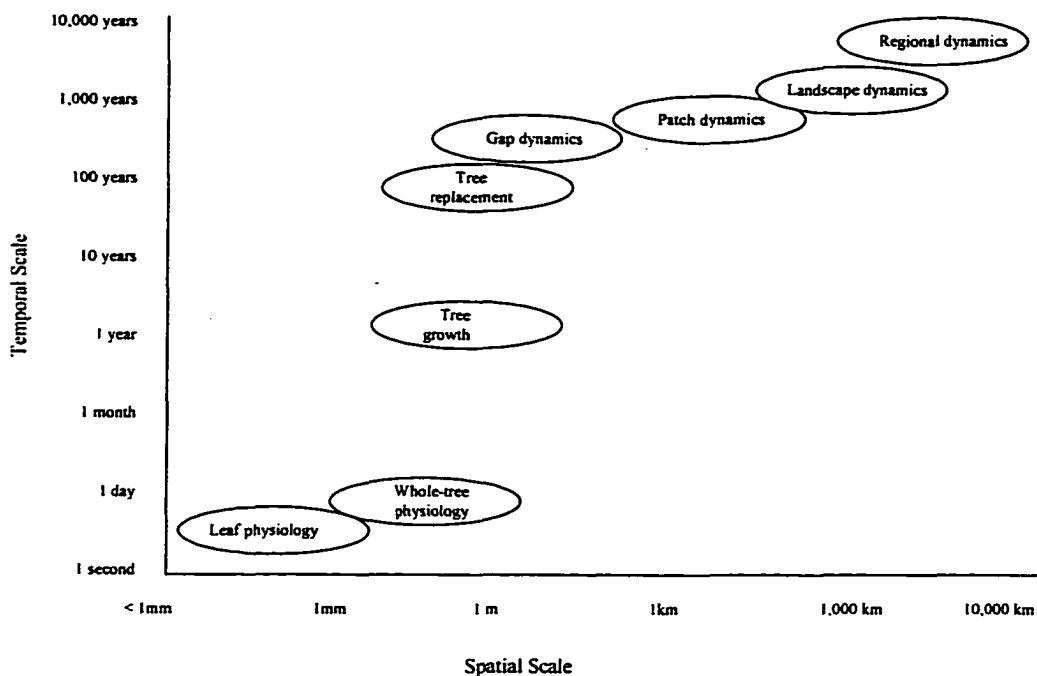 10,000 years
Regional dynamics
Landscape dynamics
1,000 years
Patch dynamics
Gap dynamics
100 years
Tree
replacement
10 years
Temporal Scale
Tree
growth
1 year
1 month
1 day
Whole-tree
physiology
Leaf physiology
1 second
< 1mm
1mm
1 m
1km
1,000 km
10,000 km
Spatial Scale